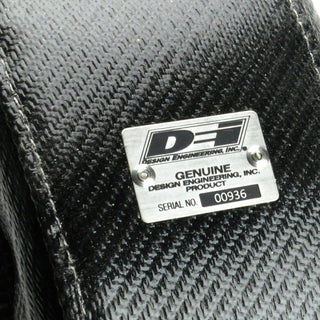 DEI
DESIGN ENGINEERING, INC.
GENUINE
DESIGN ENGINEERING, INC.
PRODUCT
SERIAL NO. 00936